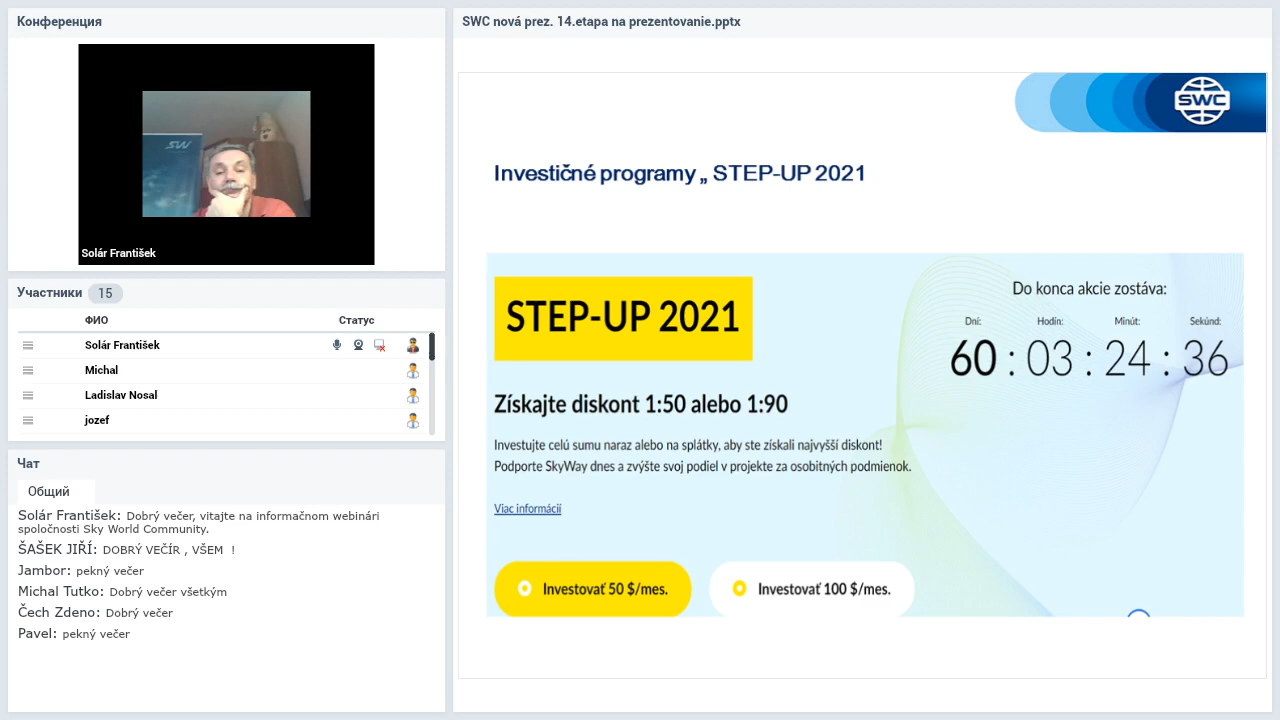 Конференция
SW
Solár František
Участники 15
ФИО Статус
Solár František
Michal
Ladislav Nosal
jozef
Чат
Общий
Solár František: Dobrý večer, vitajte na informačnom webinári
spoločnosti Sky World Community.
ŠAŠEK JIŘÍ: DOBRÝ VEČÍR , VŠEM !
Jambor: pekný večer
Michal Tutko: Dobrý večer všetkým
Čech Zdeno: Dobrý večer
Pavel: pekný večer
SWC nová prez. 14.etapa na prezentovanie.pptx
SWC
Investičné programy „ STEP-UP 2021
STEP-UP 2021
Získajte diskont 1:50 alebo 1:90
Investujte celú sumu naraz alebo na splátky, aby ste získali najvyšší diskont!
Podporte SkyWay dnes a zvýšte svoj podiel v projekte za osobitných podmienok.
Viac informácií
Investovať 50 $/mes. Investovať 100 $/mes.
Do konca akcie zostáva:
Dní: Hodín: Minút: Sekúnd:
60 : 03 : 24 : 36